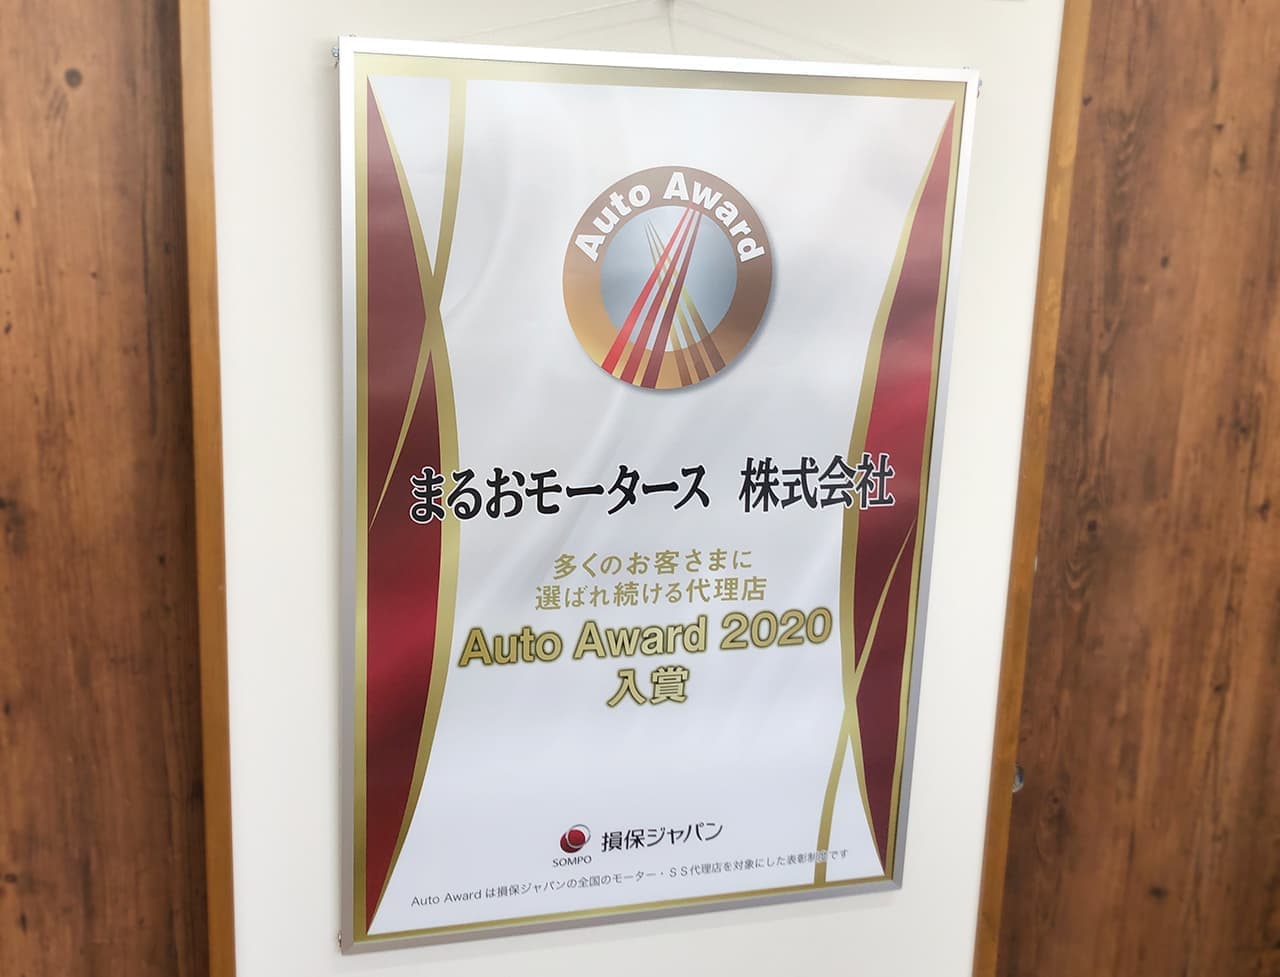 Auto Award
まるおモータース 株式会社
多くのお客さまに
選ばれ続ける代理店
Auto Award 2020
入賞
SOMPO 損保ジャパン
Auto Award は損保ジャパンの全国のモーター・SS代理店を対象にした表彰制度です